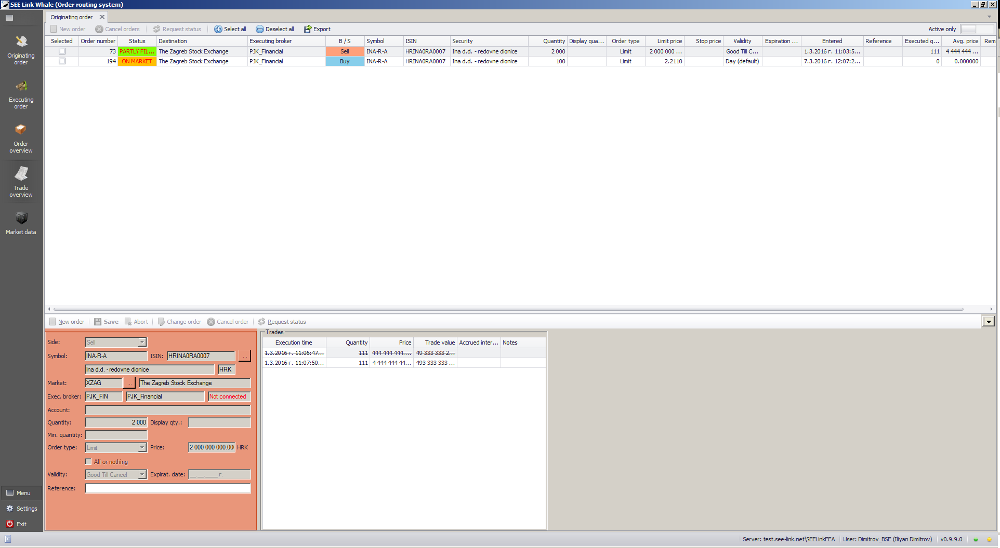 SEE Link Whale (Order routing system)
Originating order
New order Cancel orders Request status Select all Deselect all Export Active only
Selected Order number Status Destination Executing broker B / S Symbol ISIN Security Quantity Display qua... Order type Limit price Stop price Validity Expiration ... Entered Reference Executed q... Avg. price Rem
73 PARTLY FIL... The Zagreb Stock Exchange PJK_Financial Sell INA-R-A HRINA0RA0007 Ina d.d. - redovne dionice 2 000 Limit 2 000 000 ... Good Till C... 1.3.2016 г. 11:03:5... 111 4 444 444 ...
194 ON MARKET The Zagreb Stock Exchange PJK_Financial Buy INA-R-A HRINA0RA0007 Ina d.d. - redovne dionice 100 Limit 2.2110 Day (default) 7.3.2016 г. 12:07:2... 0 0.000000
Originating
order
Executing
order
Order
overview
Trade
overview
Market data
Menu
Settings
Exit
New order Save Abort Change order Cancel order Request status
Side: Sell
Symbol: INA-R-A ISIN: HRINA0RA0007 ...
Ina d.d. - redovne dionice HRK
Market: XZAG ... The Zagreb Stock Exchange
Exec. broker: PJK_FIN PJK_Financial Not connected
Account:
Quantity: 2 000 Display qty.:
Min. quantity:
Order type: Limit Price: 2 000 000 000.00 HRK
All or nothing
Validity: Good Till Cancel Expirat. date: __.__.____ г.
Reference:
Trades
Execution time Quantity Price Trade value Accrued inter... Notes
1.3.2016 г. 11:06:47... 111 444 444 444.... 49 333 333 2...
1.3.2016 г. 11:07:50... 111 4 444 444 44... 493 333 333 ...
Server: test.see-link.net\SEELinkFEA User: Dimitrov_BSE (Iliyan Dimitrov) v0.9.9.0